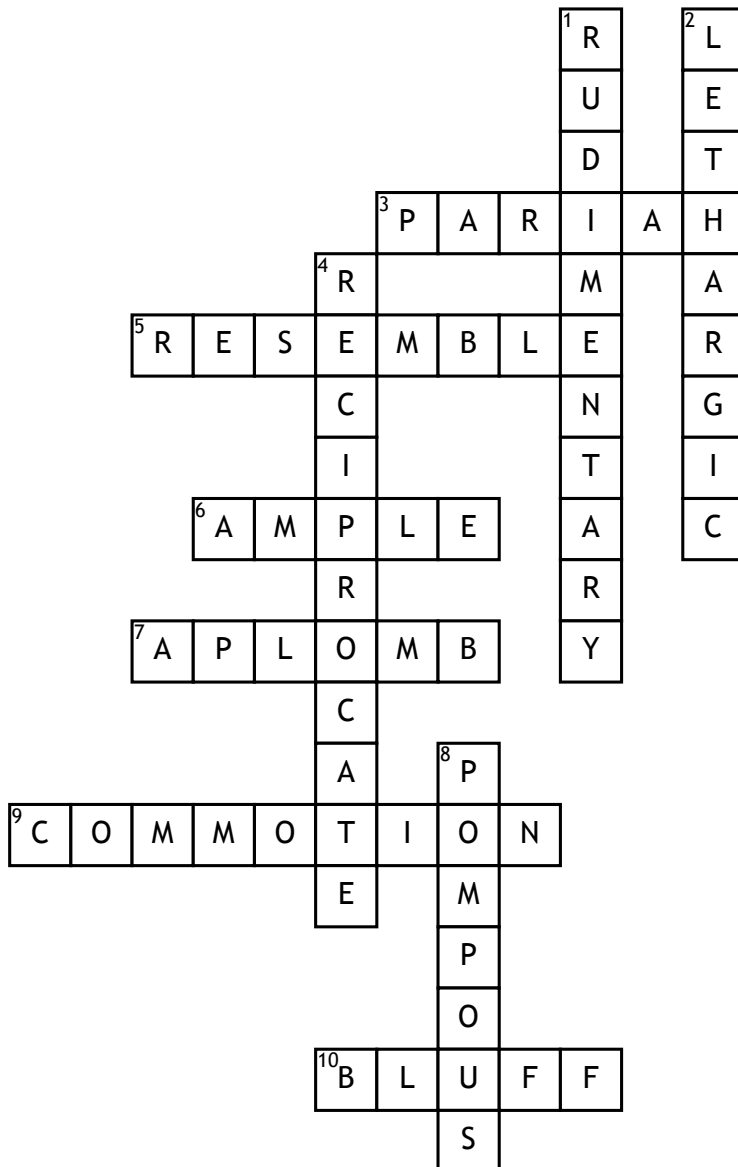 1 R 2 L
U E
D T
3 P A R I A H
4 R M A
5 R E S E M B L E R
C N G
I T I
6 A M P L E A C
R R
7 A P L O M B Y
C
A 8 P
9 C O M M O T I O N
E M
P
O
10 B L U F F
S